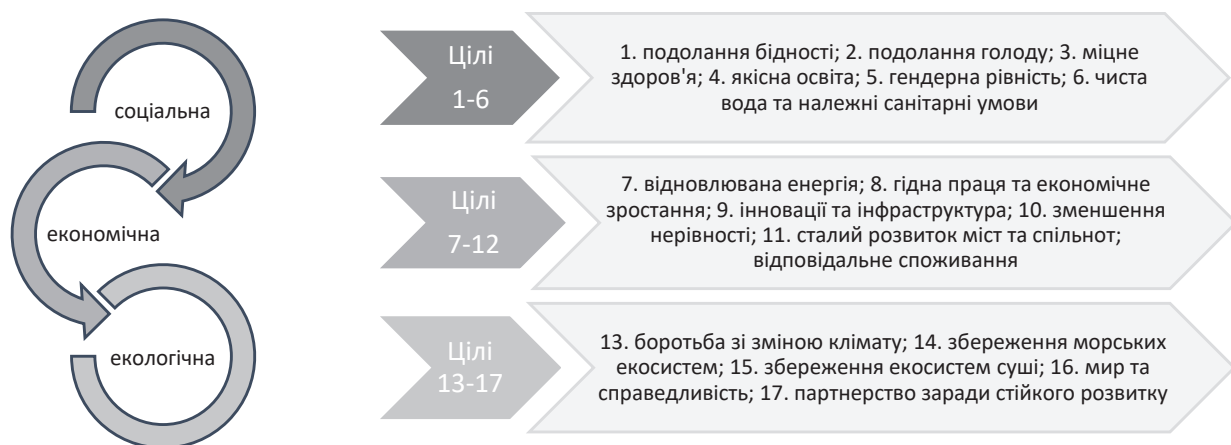 соціальна
Цілі
1-6
1. подолання бідності; 2. подолання голоду; 3. міцне
здоров'я; 4. якісна освіта; 5. гендерна рівність; 6. чиста
вода та належні санітарні умови
економічна
Цілі
7-12
7. відновлювана енергія; 8. гідна праця та економічне
зростання; 9. інновації та інфраструктура; 10. зменшення
нерівності; 11. сталий розвиток міст та спільнот;
відповідальне споживання
екологічна
Цілі
13-17
13. боротьба зі зміною клімату; 14. збереження морських
екосистем; 15. збереження екосистем суші; 16. мир та
справедливість; 17. партнерство заради стійкого розвитку